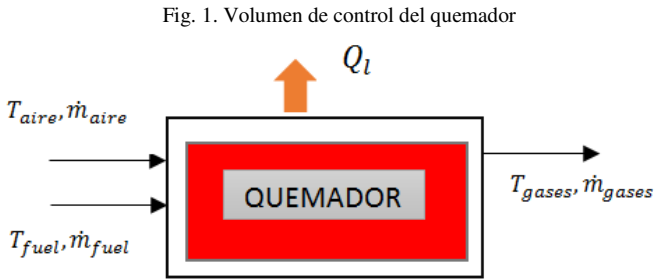 Fig. 1. Volumen de control del quemador
Q_l
T_aire, ṁ_aire
QUEMADOR
T_gases, ṁ_gases
T_fuel, ṁ_fuel